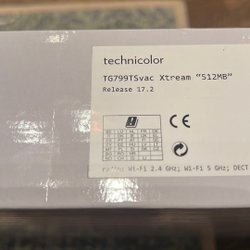 technicolor
TG799TSvac Xtream "512MB"
Release 17.2
CE
Wi-Fi 2.4 GHz; Wi-Fi 5 GHz; DECT